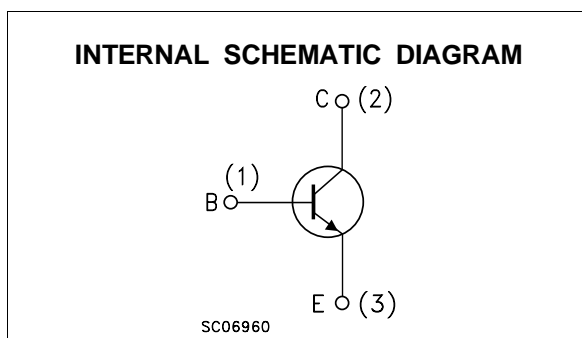 INTERNAL SCHEMATIC DIAGRAM
C (2)
(1)
B
E (3)
SC06960